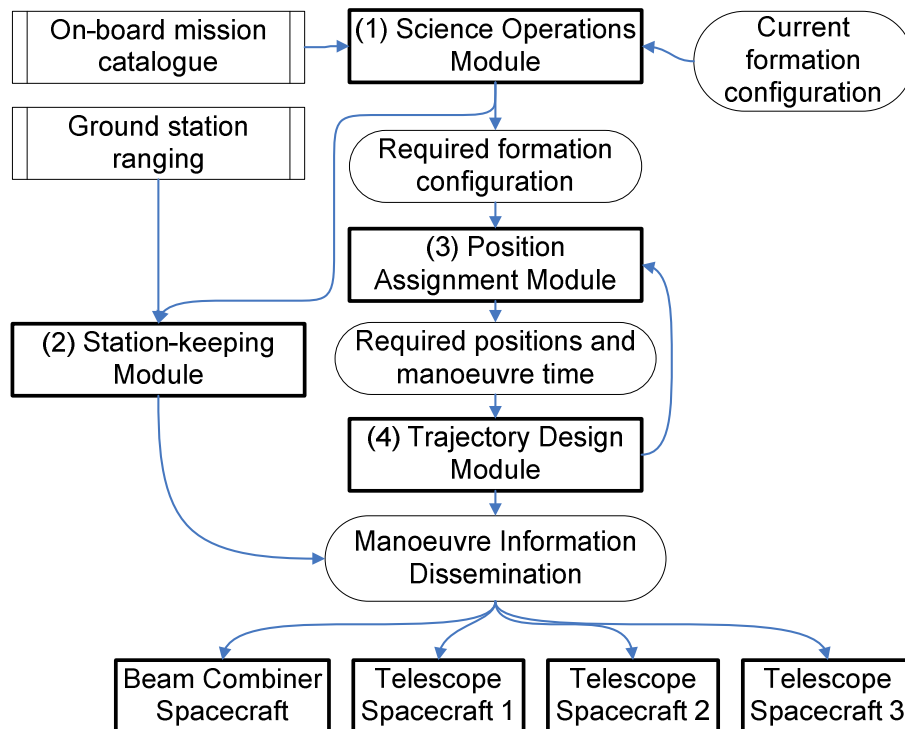 On-board mission
catalogue
(1) Science Operations
Module
Current
formation
configuration
Ground station
ranging
Required formation
configuration
(3) Position
Assignment Module
(2) Station-keeping
Module
Required positions and
manoeuvre time
(4) Trajectory Design
Module
Manoeuvre Information
Dissemination
Beam Combiner
Spacecraft
Telescope
Spacecraft 1
Telescope
Spacecraft 2
Telescope
Spacecraft 3